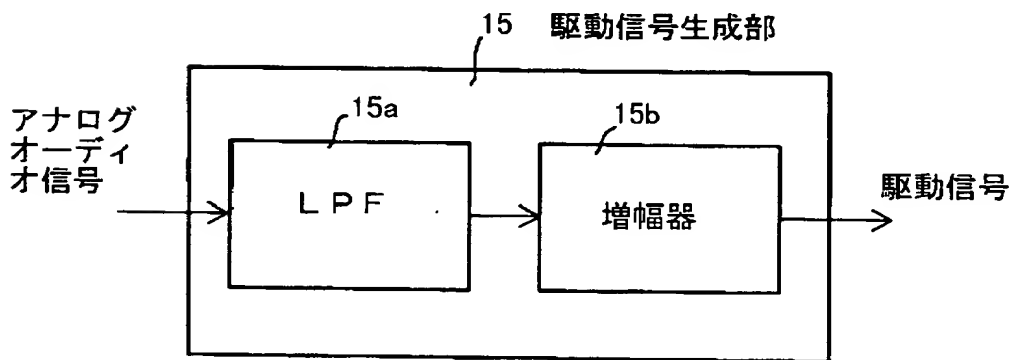 15 駆動信号生成部
アナログ
オーディ
オ信号
15a
15b
LPF
増幅器
駆動信号